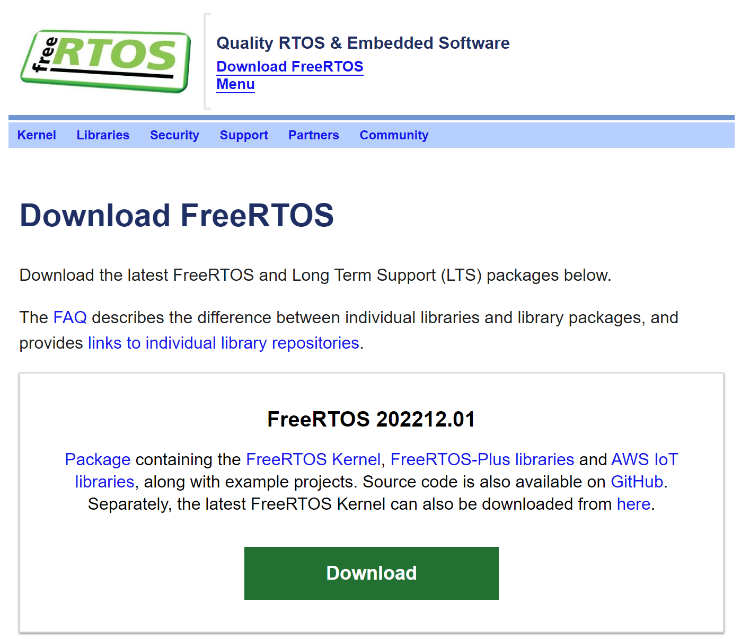 free RTOS
Quality RTOS & Embedded Software
Download FreeRTOS
Menu
Kernel Libraries Security Support Partners Community
Download FreeRTOS
Download the latest FreeRTOS and Long Term Support (LTS) packages below.
The FAQ describes the difference between individual libraries and library packages, and
provides links to individual library repositories.
FreeRTOS 202212.01
Package containing the FreeRTOS Kernel, FreeRTOS-Plus libraries and AWS IoT
libraries, along with example projects. Source code is also available on GitHub.
Separately, the latest FreeRTOS Kernel can also be downloaded from here.
Download